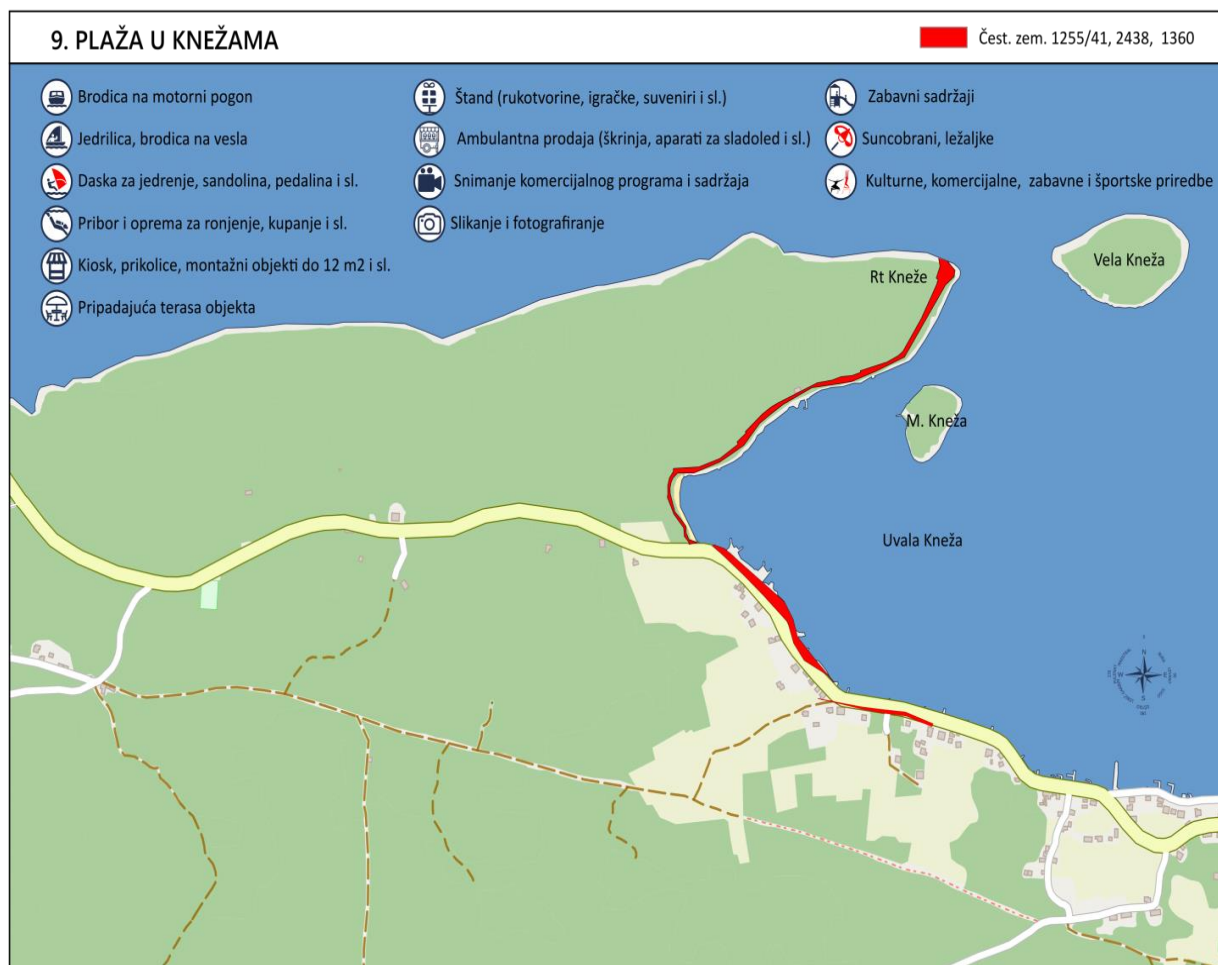 9. PLAŽA U KNEŽAMA
Čest. zem. 1255/41, 2438, 1360
Brodica na motorni pogon
Jedrilica, brodica na vesla
Daska za jedrenje, sandolina, pedalina i sl.
Pribor i oprema za ronjenje, kupanje i sl.
Kiosk, prikolice, montažni objekti do 12 m2 i sl.
Pripadajuća terasa objekta
Štand (rukotvorine, igračke, suveniri i sl.)
Ambulantna prodaja (škrinja, aparati za sladoled i sl.)
Snimanje komercijalnog programa i sadržaja
Slikanje i fotografiranje
Zabavni sadržaji
Suncobrani, ležaljke
Kulturne, komercijalne, zabavne i športske priredbe
Rt Kneže
Vela Kneža
M. Kneža
Uvala Kneža
N
W
E
S